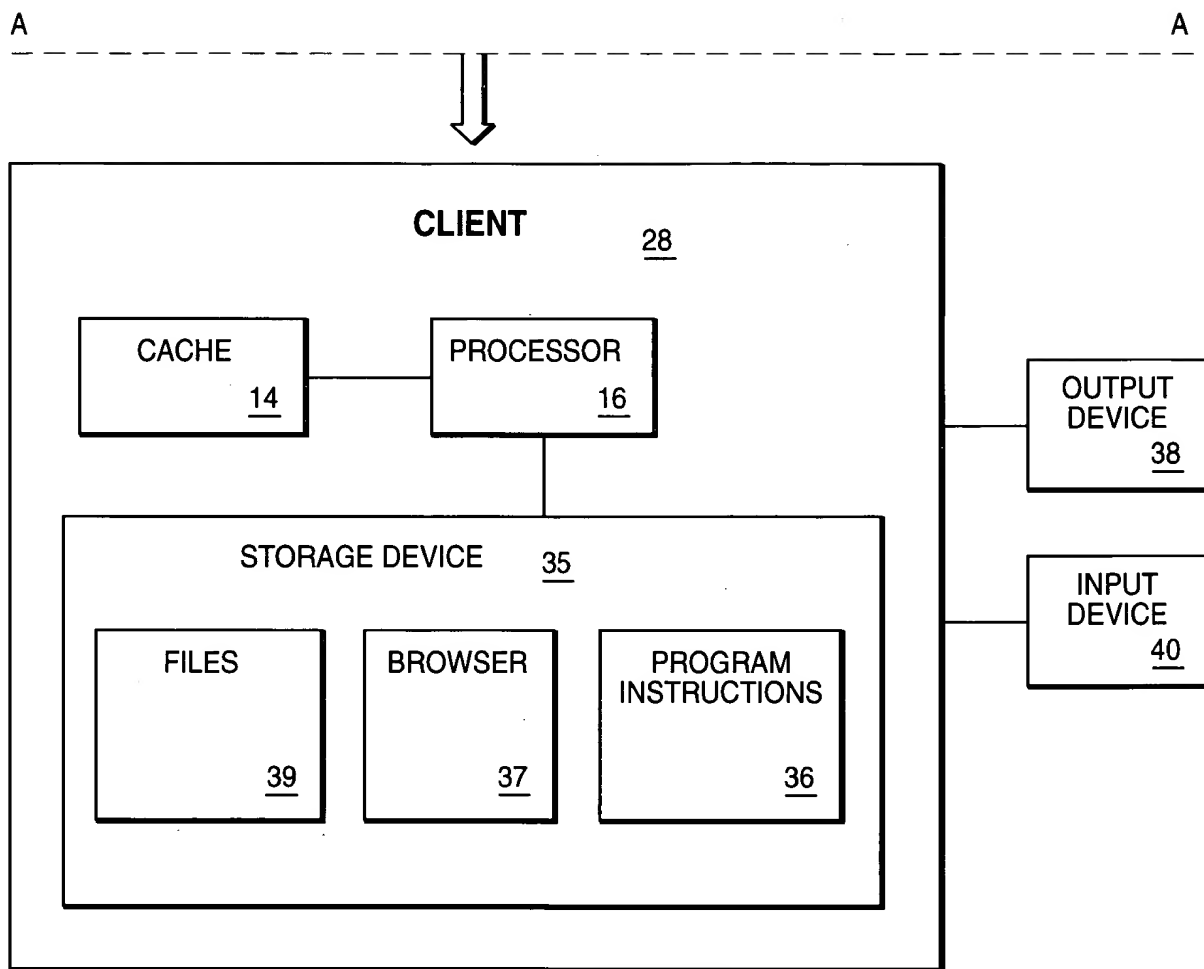 A A
CLIENT
28
CACHE
14
PROCESSOR
16
OUTPUT
DEVICE
38
STORAGE DEVICE 35
INPUT
DEVICE
40
FILES
39
BROWSER
37
PROGRAM
INSTRUCTIONS
36